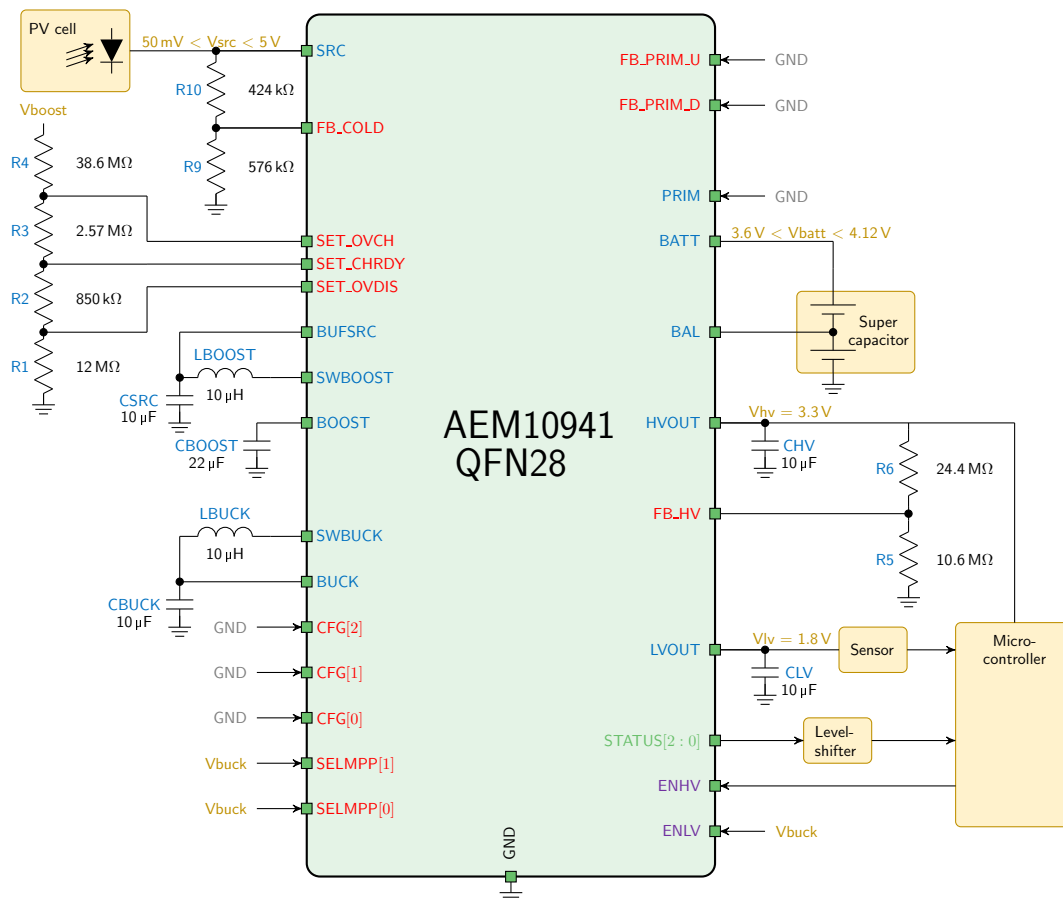 PV cell
50 mV < Vsrc < 5 V
SRC
R10
424 kΩ
FB_COLD
R9
576 kΩ
Vboost
R4
38.6 MΩ
R3
2.57 MΩ
R2
850 kΩ
R1
12 MΩ
SET_OVCH
SET_CHRDY
SET_OVDIS
BUFSRC
LBOOST
10 µH
SWBOOST
CSRC
10 µF
BOOST
CBOOST
22 µF
LBUCK
10 µH
SWBUCK
BUCK
CBUCK
10 µF
GND
CFG[2]
GND
CFG[1]
GND
CFG[0]
Vbuck
SELMPP[1]
Vbuck
SELMPP[0]
AEM10941
QFN28
GND
FB_PRIM_U
GND
FB_PRIM_D
GND
PRIM
GND
BATT
3.6 V < Vbatt < 4.12 V
BAL
Super
capacitor
HVOUT
Vhv = 3.3 V
CHV
10 µF
R6
24.4 MΩ
FB_HV
R5
10.6 MΩ
LVOUT
Vlv = 1.8 V
CLV
10 µF
Sensor
Micro-
controller
STATUS[2 : 0]
Level-
shifter
ENHV
ENLV
Vbuck